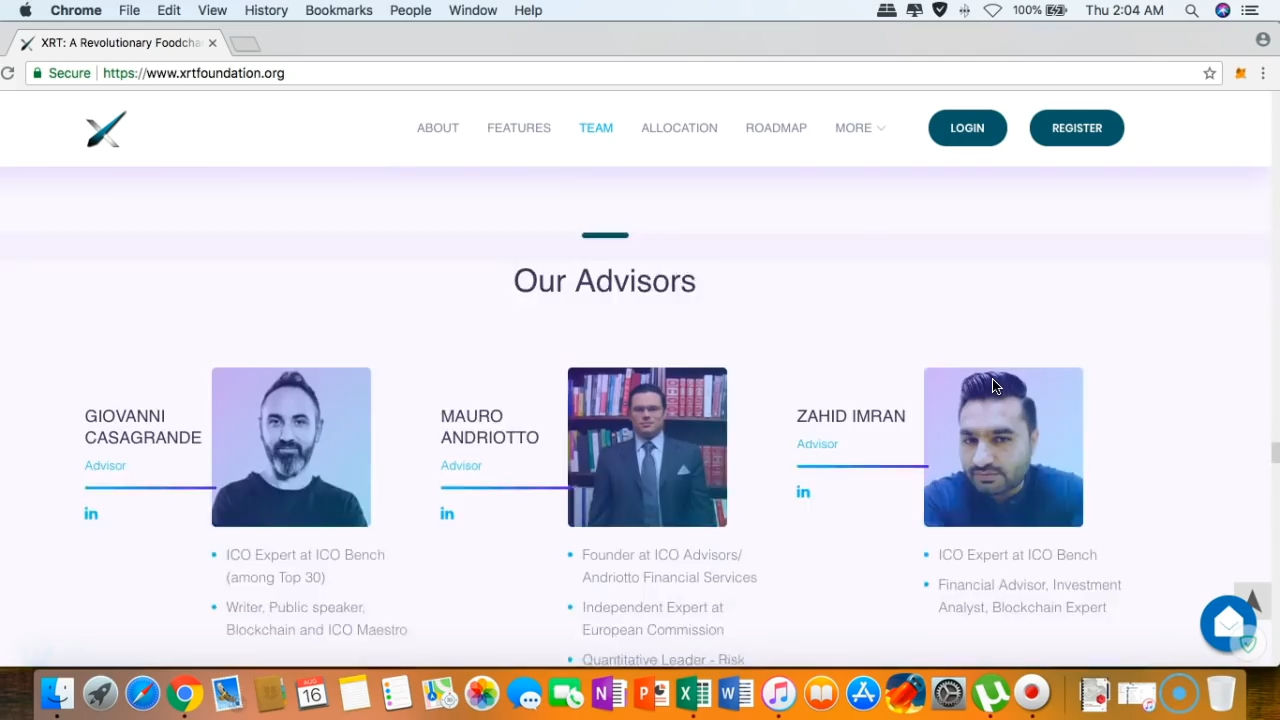 Chrome File Edit View History Bookmarks People Window Help 100% Thu 2:04 AM
XRT: A Revolutionary Foodcha
Secure https://www.xrtfoundation.org
ABOUT FEATURES TEAM ALLOCATION ROADMAP MORE LOGIN REGISTER
Our Advisors
GIOVANNI
CASAGRANDE
Advisor
in
ICO Expert at ICO Bench
(among Top 30)
Writer, Public speaker,
Blockchain and ICO Maestro
MAURO
ANDRIOTTO
Advisor
in
Founder at ICO Advisors/
Andriotto Financial Services
Independent Expert at
European Commission
Quantitative Leader - Risk
ZAHID IMRAN
Advisor
in
ICO Expert at ICO Bench
Financial Advisor, Investment
Analyst, Blockchain Expert
AUG
16
N P X W